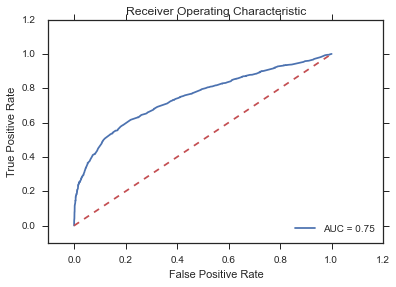 Receiver Operating Characteristic
1.2
1.0
0.8
0.6
0.4
0.2
0.0
True Positive Rate
AUC = 0.75
0.0 0.2 0.4 0.6 0.8 1.0 1.2
False Positive Rate